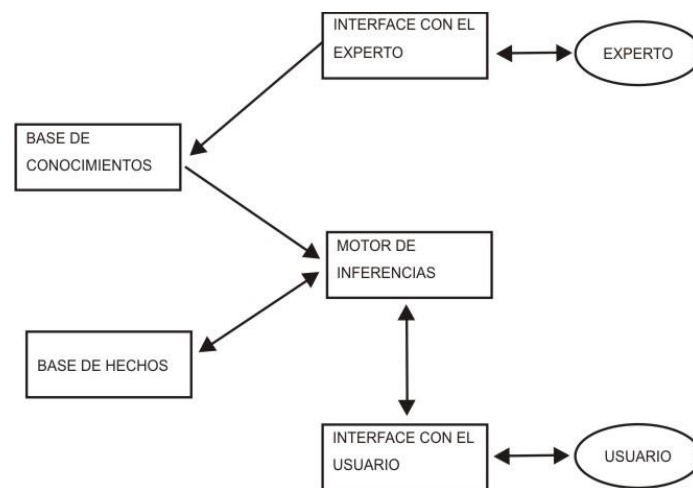 INTERFACE CON EL
EXPERTO
EXPERTO
BASE DE
CONOCIMIENTOS
MOTOR DE
INFERENCIAS
BASE DE HECHOS
INTERFACE CON EL
USUARIO
USUARIO